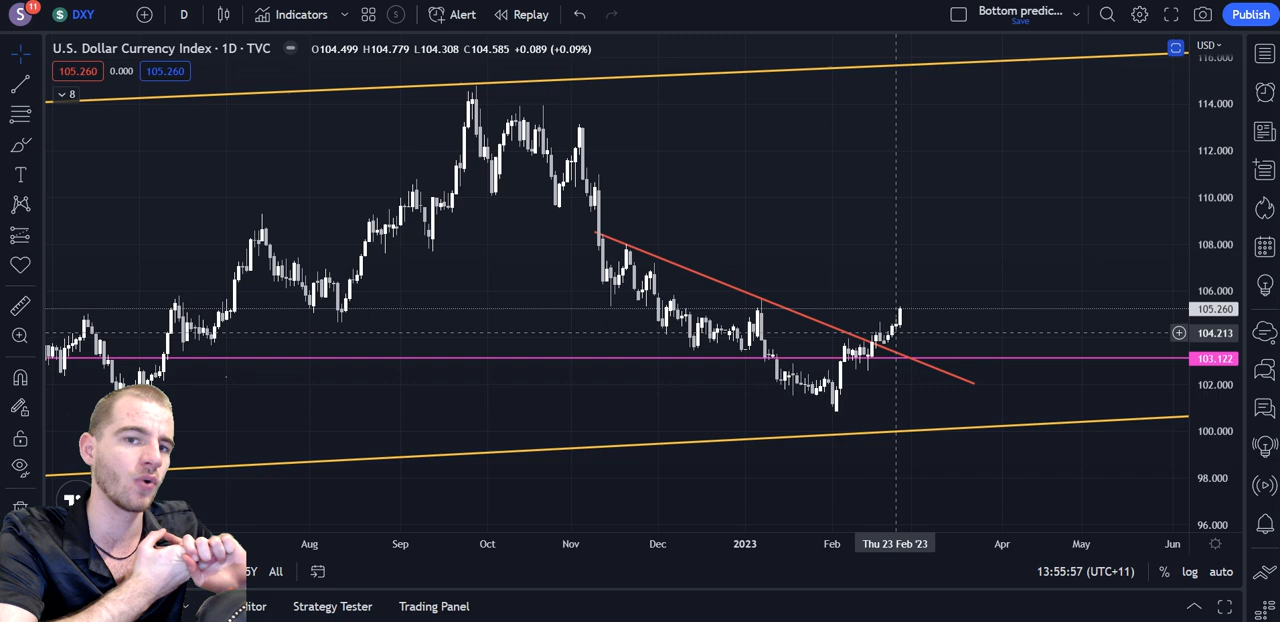 S 11 S DXY D Indicators S Alert Replay Bottom predic... Save Publish
U.S. Dollar Currency Index · 1D · TVC O104.499 H104.779 L104.308 C104.585 +0.089 (+0.09%) USD
105.260 0.000 105.260
8
116.000
114.000
112.000
110.000
108.000
106.000
105.260
104.213
103.122
102.000
100.000
98.000
96.000
Aug Sep Oct Nov Dec 2023 Feb Thu 23 Feb '23 Apr May Jun
5Y All 13:55:57 (UTC+11) % log auto
itor Strategy Tester Trading Panel